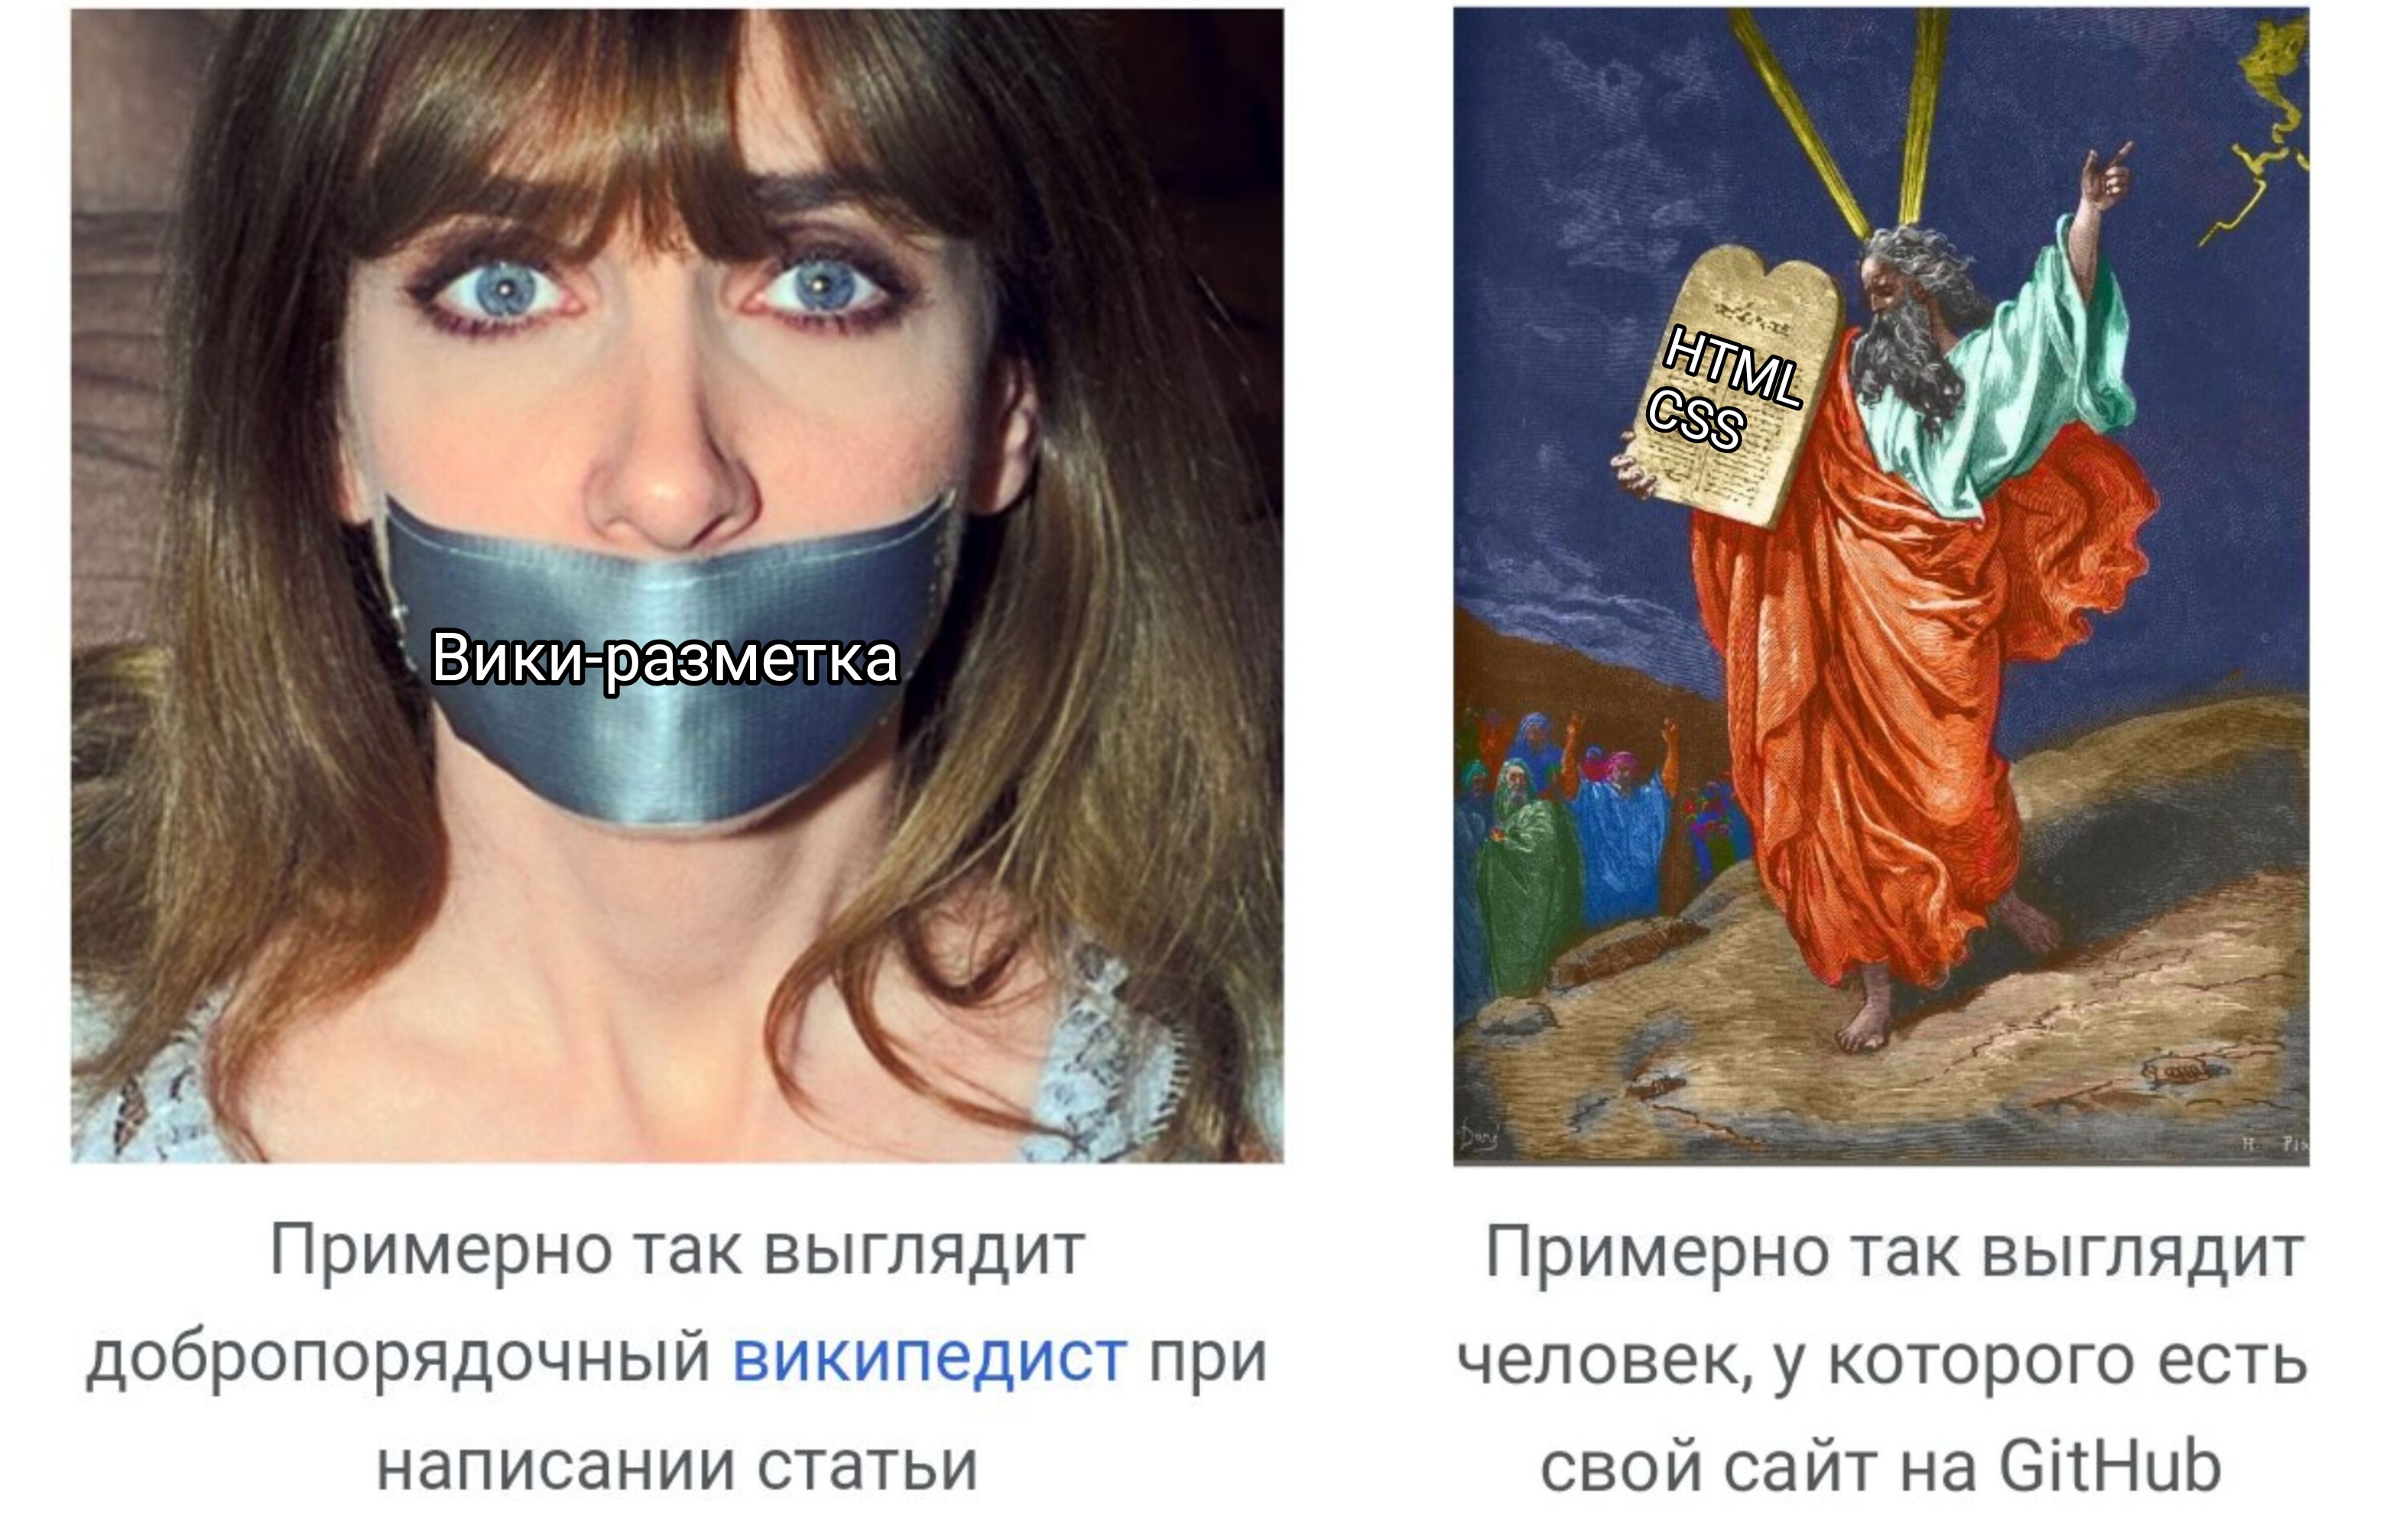 Вики-разметка
Примерно так выглядит
добропорядочный википедист при
написании статьи
HTML
CSS
Doré
Примерно так выглядит
человек, у которого есть
свой сайт на GitHub